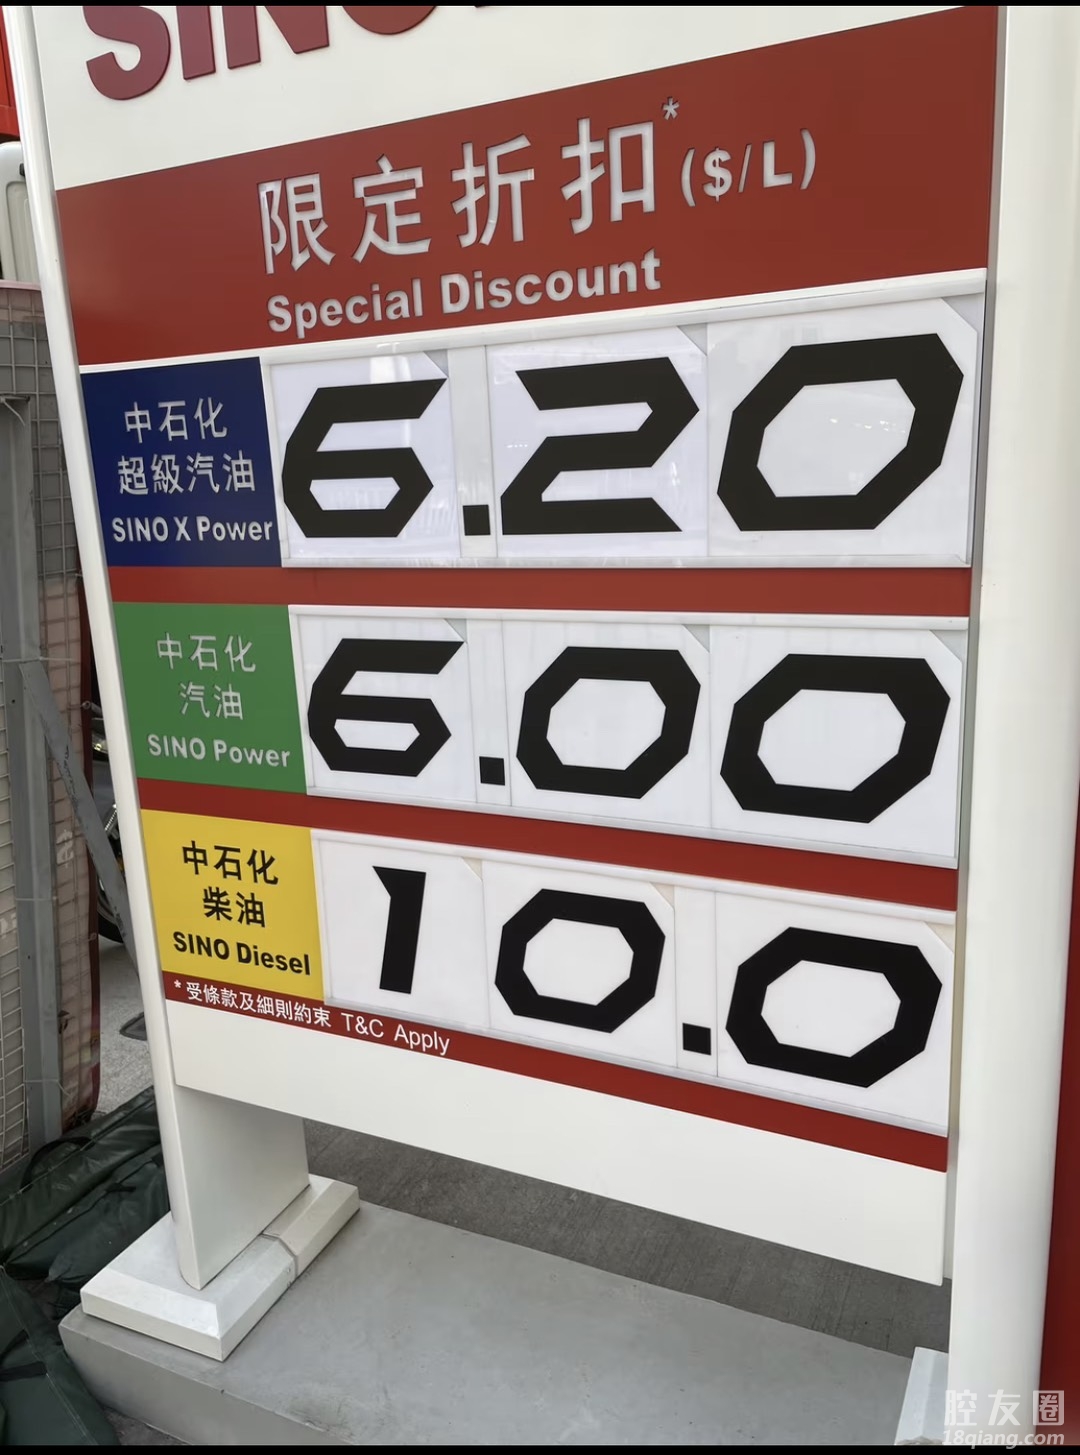 SINO
限定折扣* ($/L)
Special Discount
中石化
超級汽油
SINO X Power
6.20
中石化
汽油
SINO Power
6.00
中石化
柴油
SINO Diesel
10.0
*受條款及細則約束 T&C Apply
腔友圈
18qiang.com